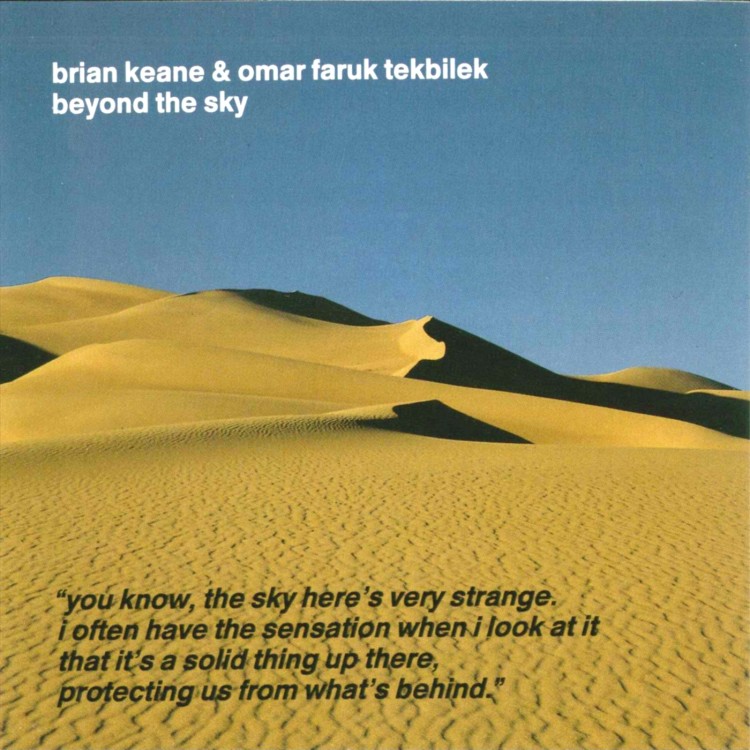 brian keane & omar faruk tekbilek
beyond the sky
“you know, the sky here’s very strange.
i often have the sensation when i look at it
that it’s a solid thing up there,
protecting us from what’s behind.”